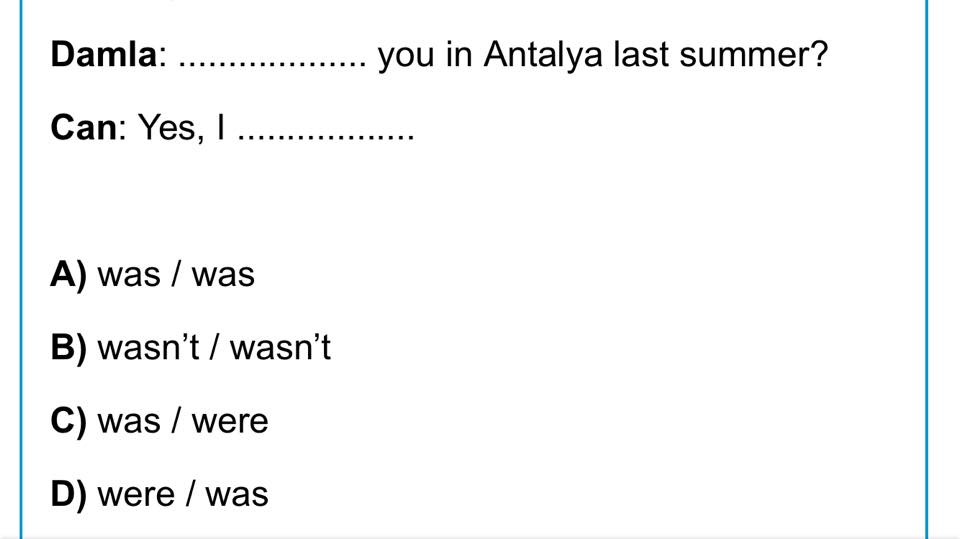 Damla: ................... you in Antalya last summer?
Can: Yes, I ..................
A) was / was
B) wasn’t / wasn’t
C) was / were
D) were / was